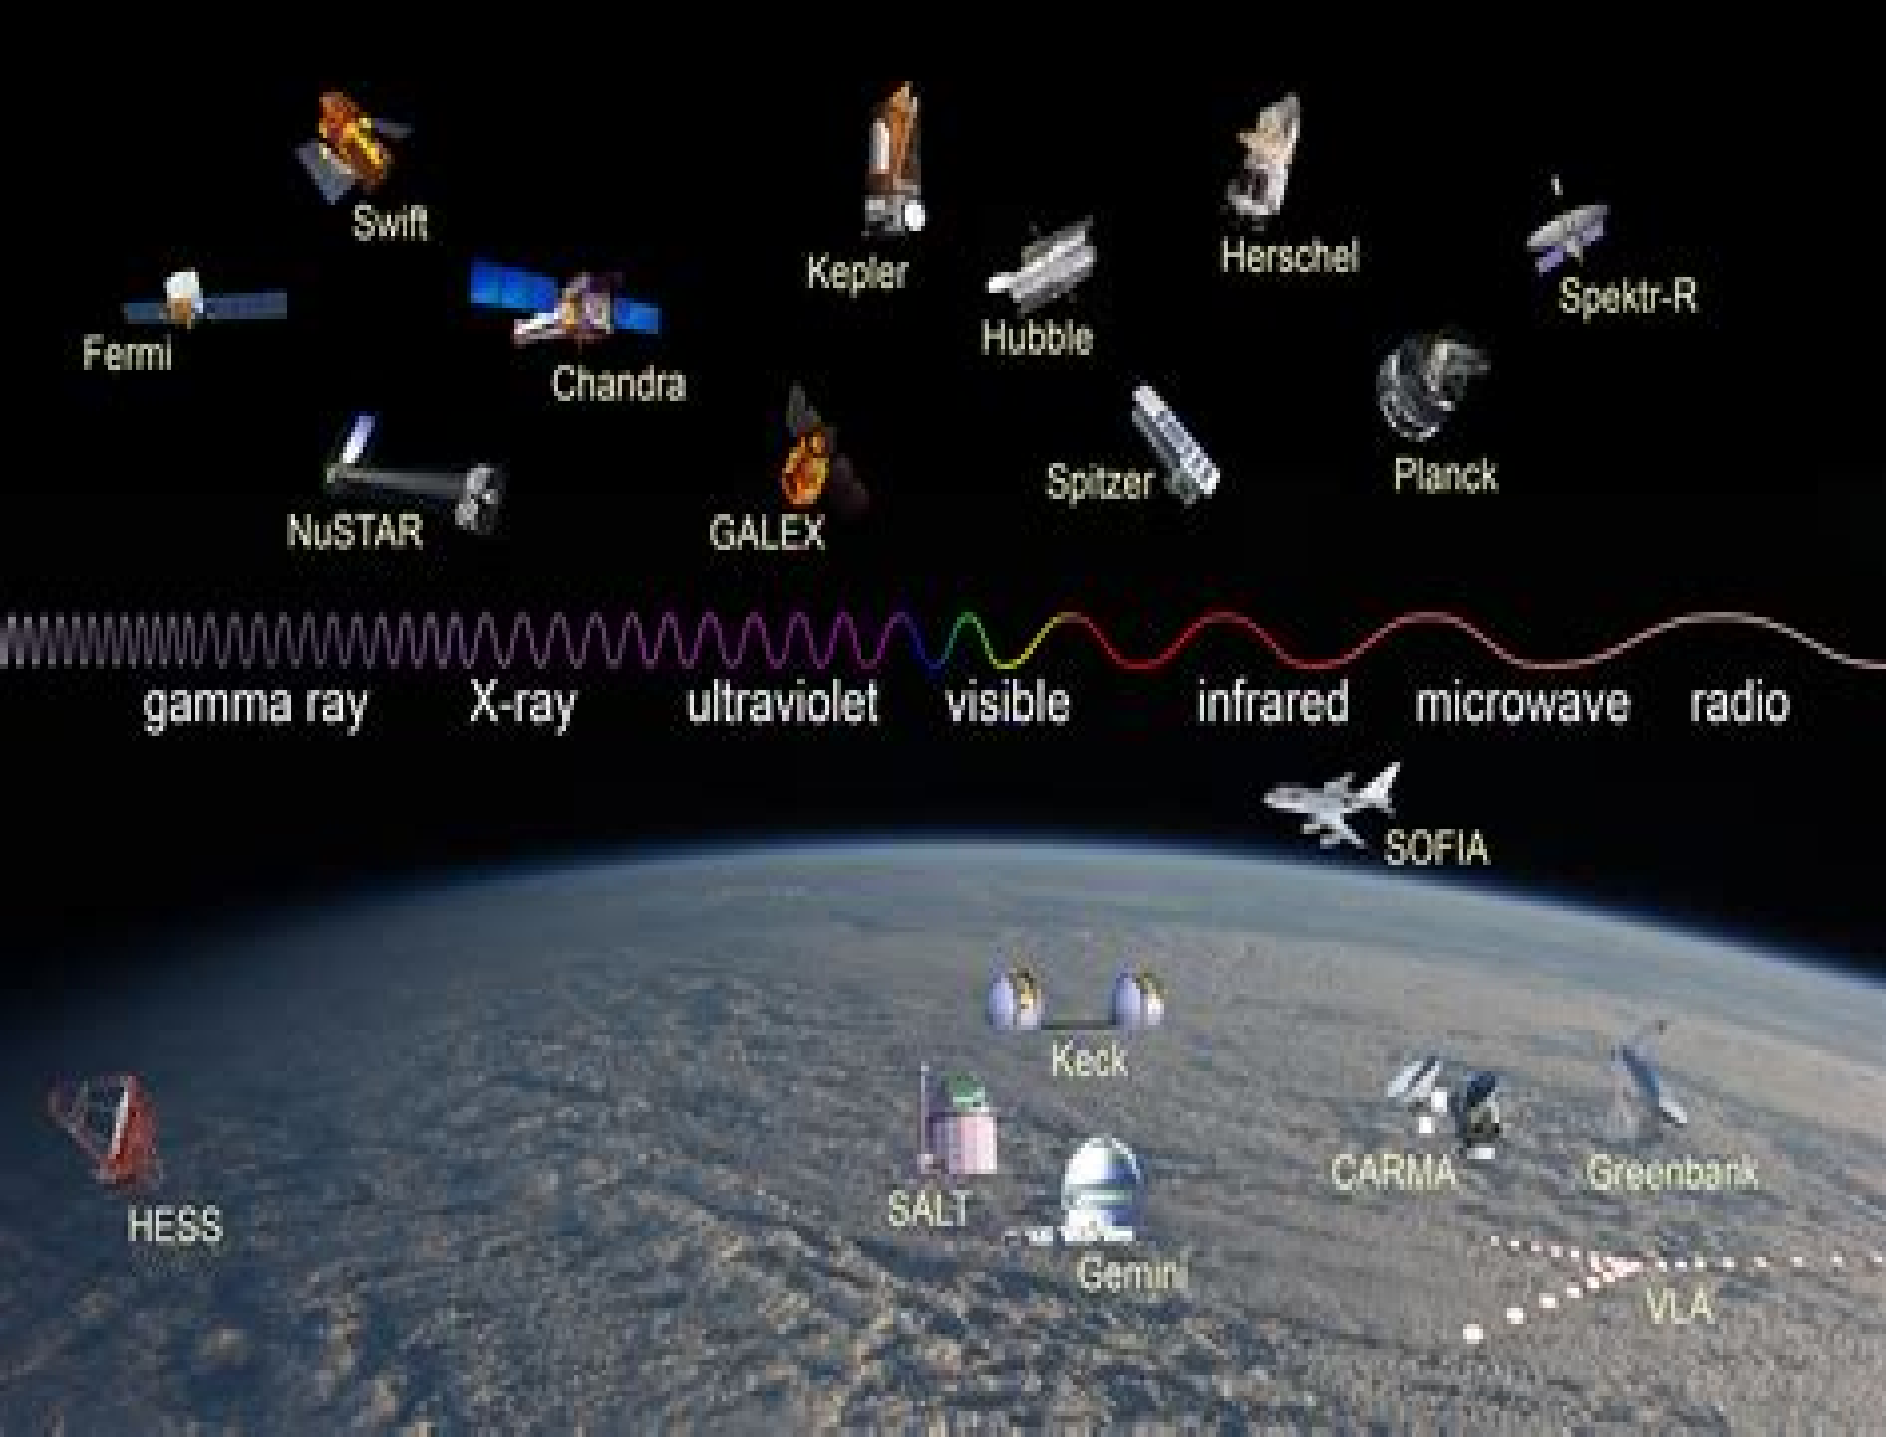 Swift
Kepler
Herschel
Spektr-R
Fermi
Chandra
Hubble
Spitzer
Planck
NuSTAR
GALEX
gamma ray X-ray ultraviolet visible infrared microwave radio
SOFIA
Keck
CARMA
Greenbank
SALT
HESS
Gemini
VLA